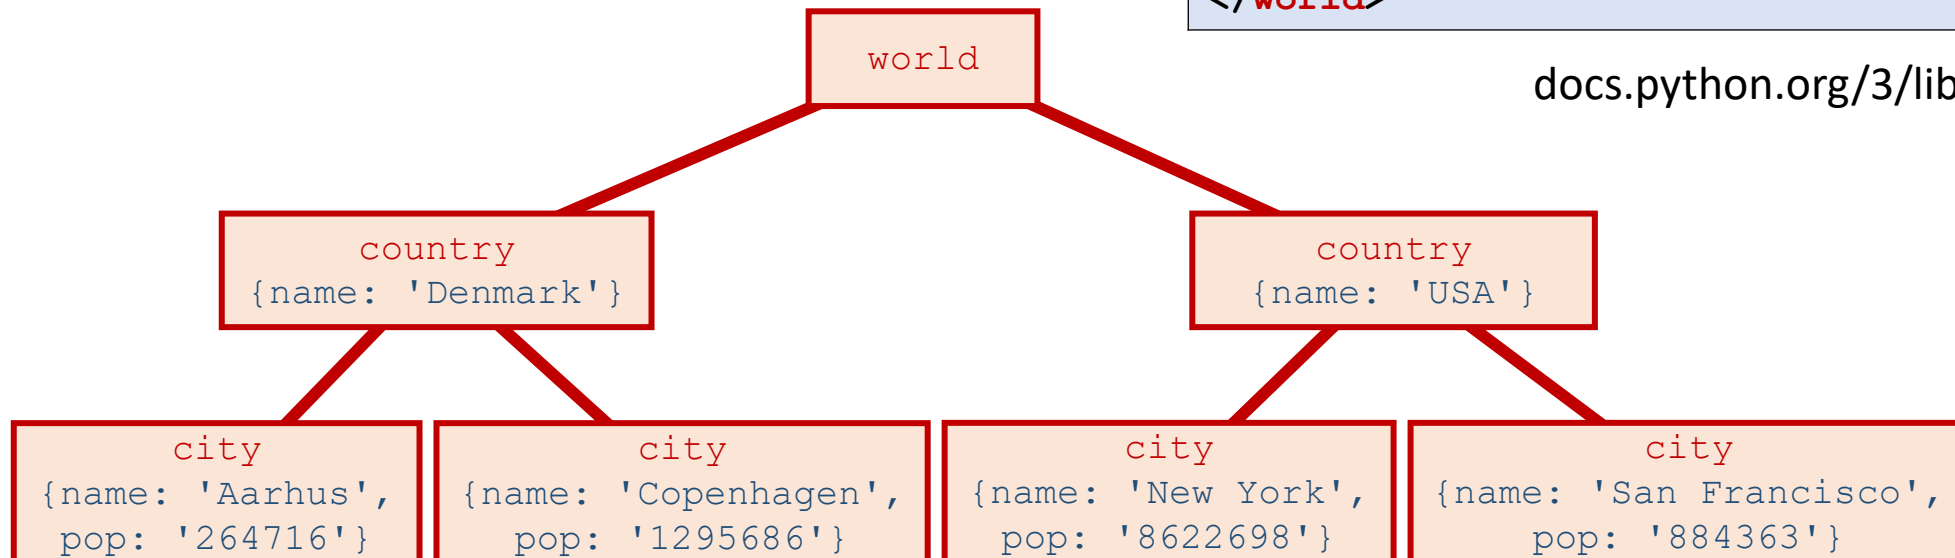 </world>
world
docs.python.org/3/lib
country
{name: 'Denmark'}
country
{name: 'USA'}
city
{name: 'Aarhus',
pop: '264716'}
city
{name: 'Copenhagen',
pop: '1295686'}
city
{name: 'New York',
pop: '8622698'}
city
{name: 'San Francisco',
pop: '884363'}